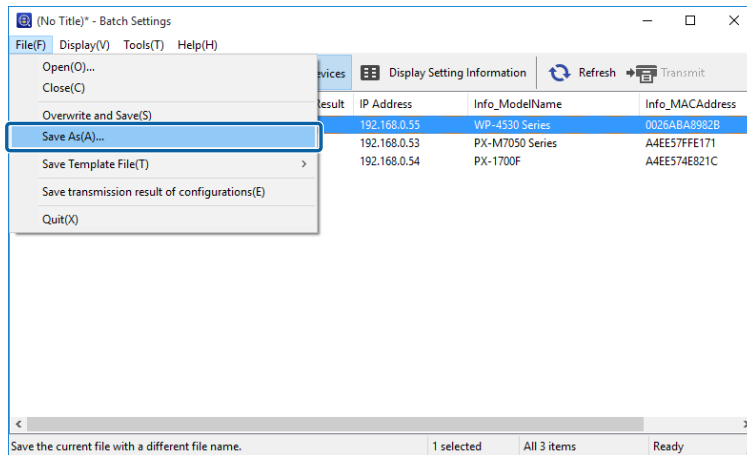 (No Title)* - Batch Settings
File(F) Display(V) Tools(T) Help(H)
Open(O)...
Close(C)
Overwrite and Save(S)
Save As(A)...
Save Template File(T)
Save transmission result of configurations(E)
Quit(X)
Display Setting Information Refresh Transmit
IP Address Info_ModelName Info_MACAddress
192.168.0.55 WP-4530 Series 0026ABA8982B
192.168.0.53 PX-M7050 Series A4EE57FFE171
192.168.0.54 PX-1700F A4EE574E821C
Save the current file with a different file name. 1 selected All 3 items Ready